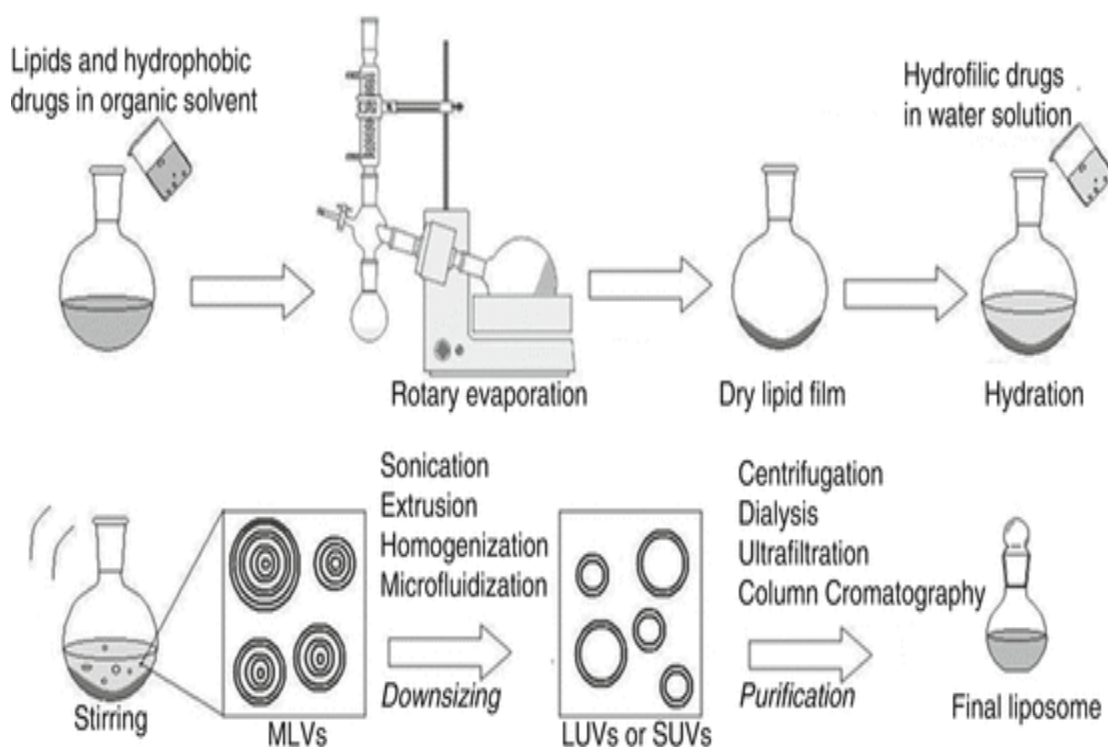 Lipids and hydrophobic
drugs in organic solvent
Hydrofilic drugs
in water solution
Rotary evaporation
Dry lipid film
Hydration
Sonication
Extrusion
Homogenization
Microfluidization
Downsizing
Centrifugation
Dialysis
Ultrafiltration
Column Cromatography
Purification
Stirring
MLVs
LUVs or SUVs
Final liposome